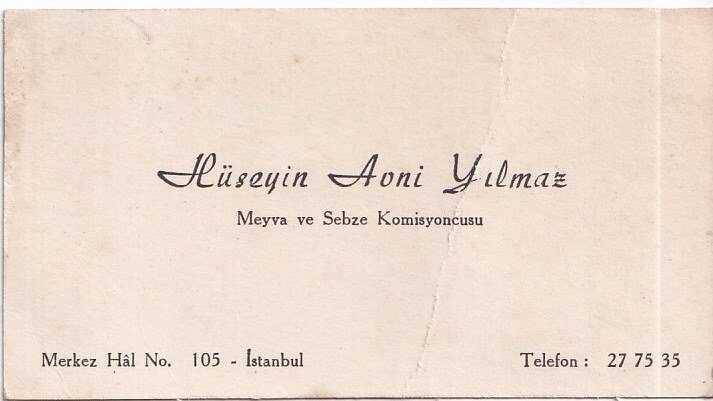 Hüseyin Avni Yılmaz
Meyva ve Sebze Komisyoncusu
Merkez Hâl No. 105 - İstanbul
Telefon : 27 75 35